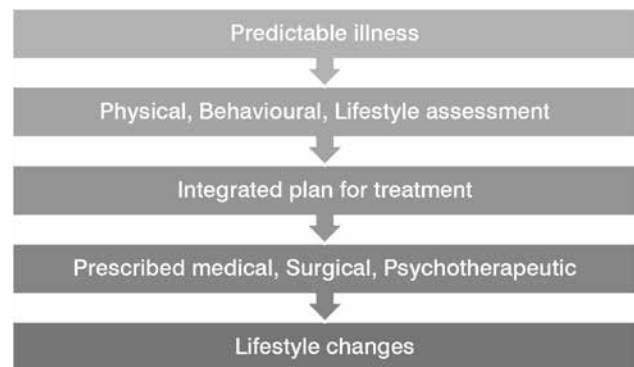 Predictable illness
Physical, Behavioural, Lifestyle assessment
Integrated plan for treatment
Prescribed medical, Surgical, Psychotherapeutic
Lifestyle changes